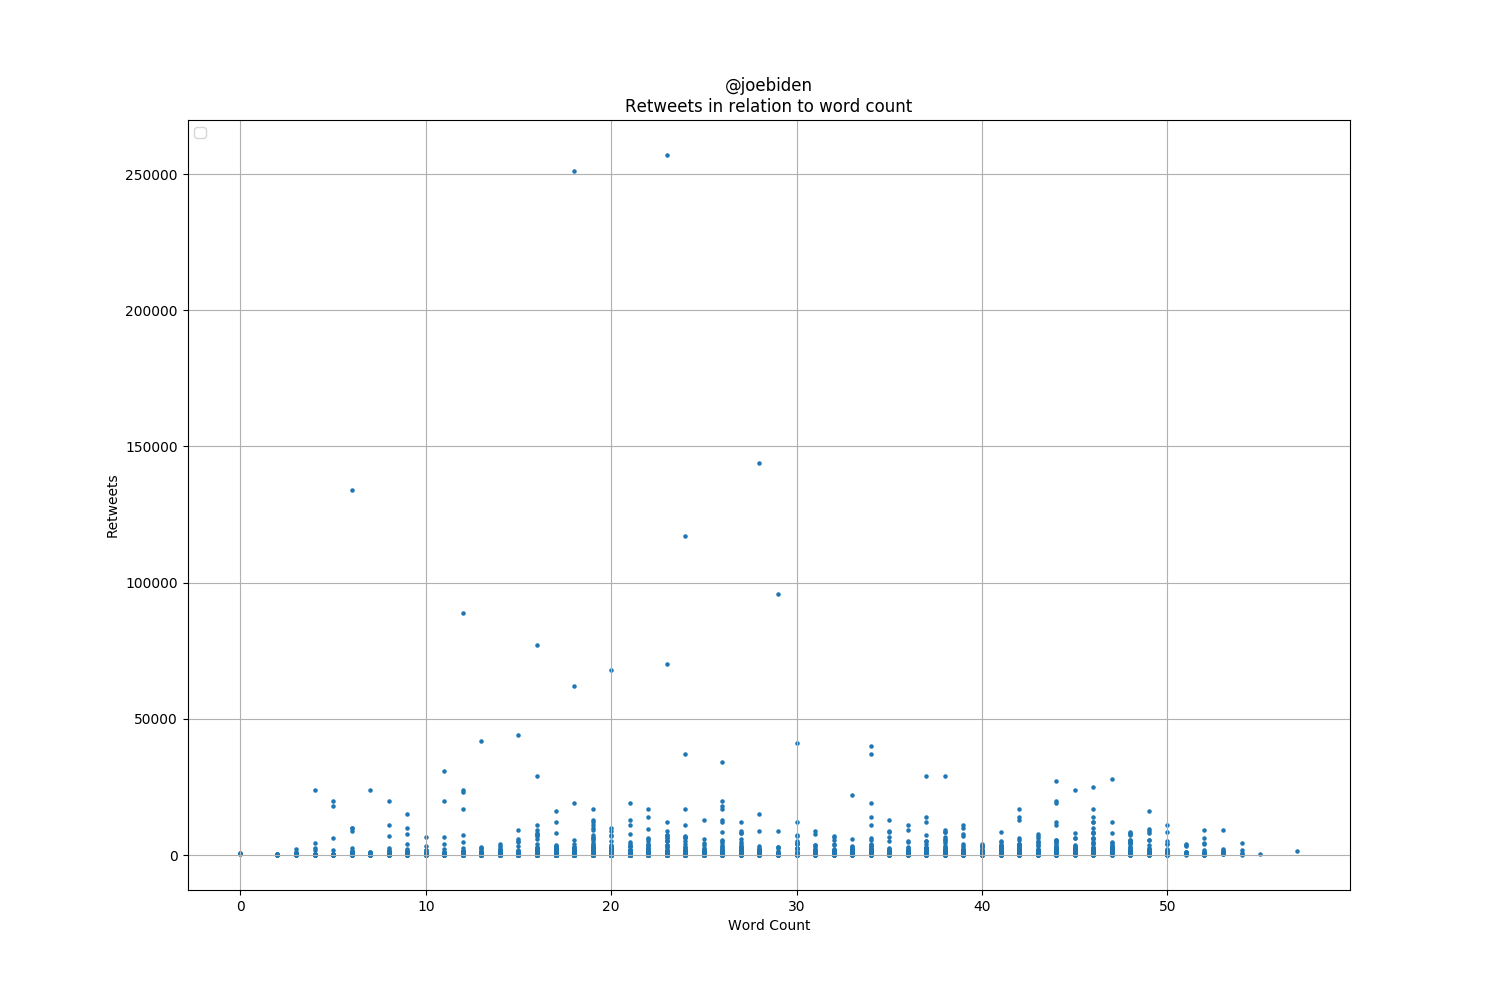 @joebiden
Retweets in relation to word count
250000
200000
150000
100000
50000
0
Retweets
0 10 20 30 40 50
Word Count